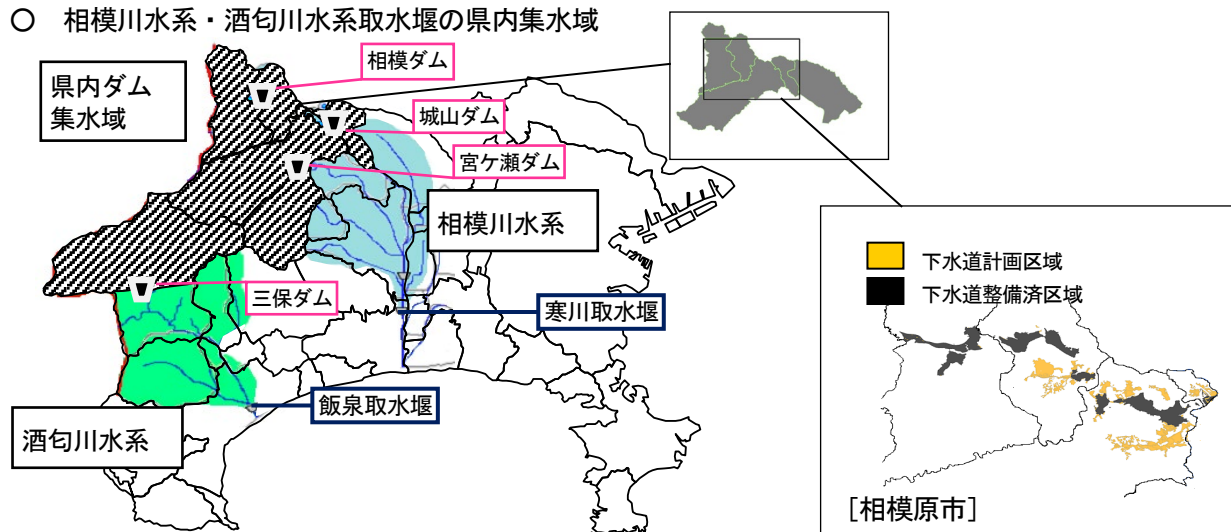 ○ 相模川水系・酒匂川水系取水堰の県内集水域
県内ダム
集水域
相模ダム
城山ダム
宮ケ瀬ダム
相模川水系
三保ダム
寒川取水堰
飯泉取水堰
酒匂川水系
下水道計画区域
下水道整備済区域
[相模原市]